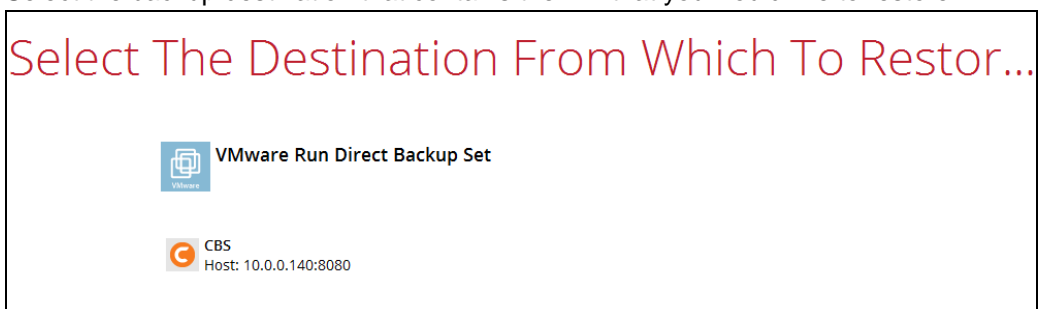 Select The Destination From Which To Restor...
VMware Run Direct Backup Set
VMware
CBS
Host: 10.0.0.140:8080